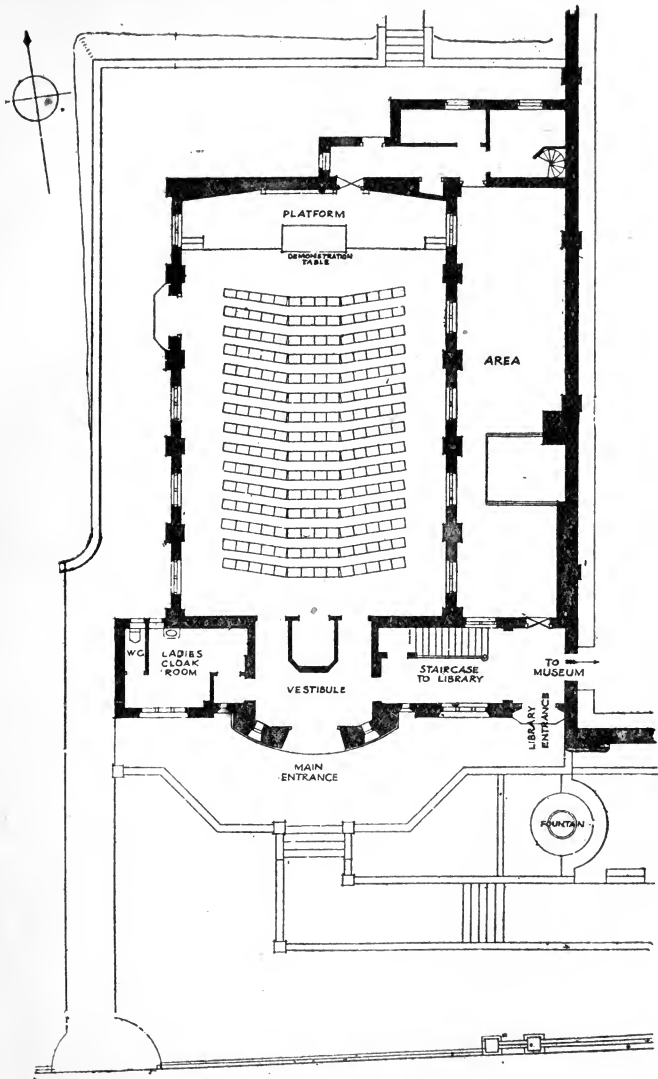 PLATFORM
DEMONSTRATION
TABLE
AREA
W.C.
LADIES
CLOAK
ROOM
VESTIBULE
STAIRCASE
TO LIBRARY
TO
MUSEUM
LIBRARY
ENTRANCE
MAIN
ENTRANCE
FOUNTAIN